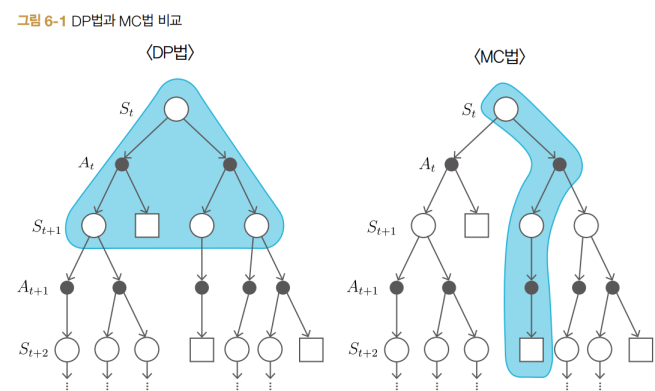 그림 6-1 DP법과 MC법 비교
〈DP법〉
〈MC법〉
S_t
A_t
S_{t+1}
A_{t+1}
S_{t+2}
S_t
A_t
S_{t+1}
A_{t+1}
S_{t+2}